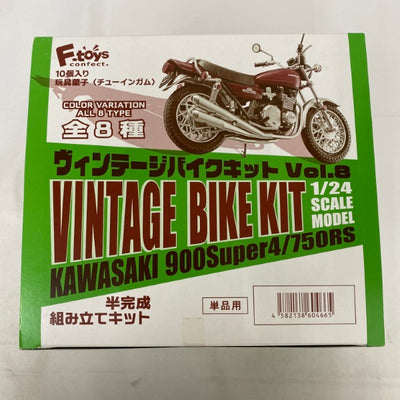 F-toys
confect.
10個入り
玩具菓子〈チューインガム〉
COLOR VARIATION
ALL 8 TYPE
全8種
ヴィンテージバイクキット Vol.8
VINTAGE BIKE KIT
1/24
SCALE
MODEL
KAWASAKI 900Super4/750RS
半完成
組み立てキット
単品用
4 582138 604665